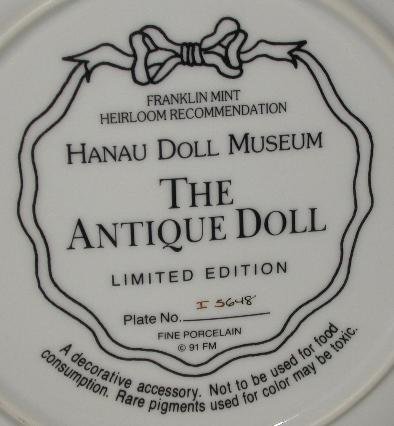 FRANKLIN MINT
HEIRLOOM RECOMMENDATION
HANAU DOLL MUSEUM
THE
ANTIQUE DOLL
LIMITED EDITION
Plate No. I 5648
FINE PORCELAIN
© 91 FM
A decorative accessory. Not to be used for food
consumption. Rare pigments used for color may be toxic.